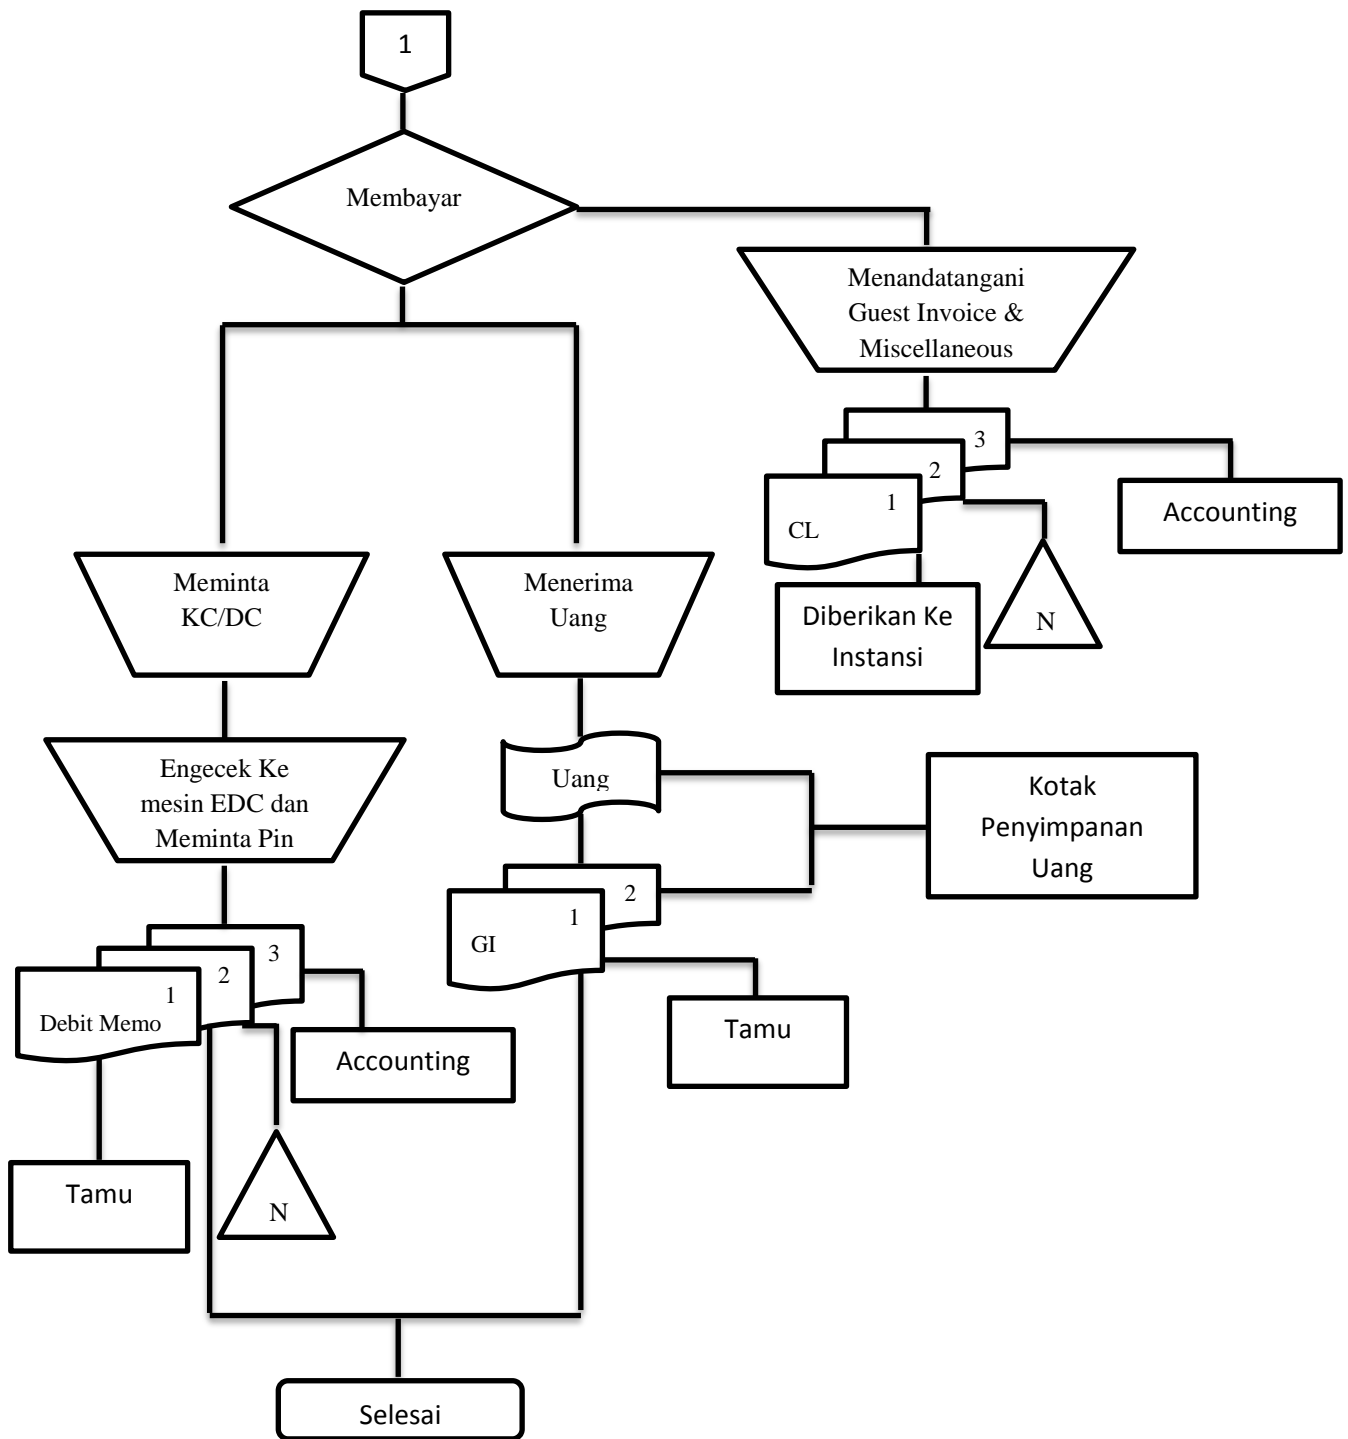 1
Membayar
Menandatangani
Guest Invoice &
Miscellaneous
3
2
1
CL
Accounting
Diberikan Ke
Instansi
N
Meminta
KC/DC
Menerima
Uang
Engecek Ke
mesin EDC dan
Meminta Pin
Uang
Kotak
Penyimpanan
Uang
2
1
GI
3
2
1
Debit Memo
Accounting
Tamu
Tamu
N
Selesai